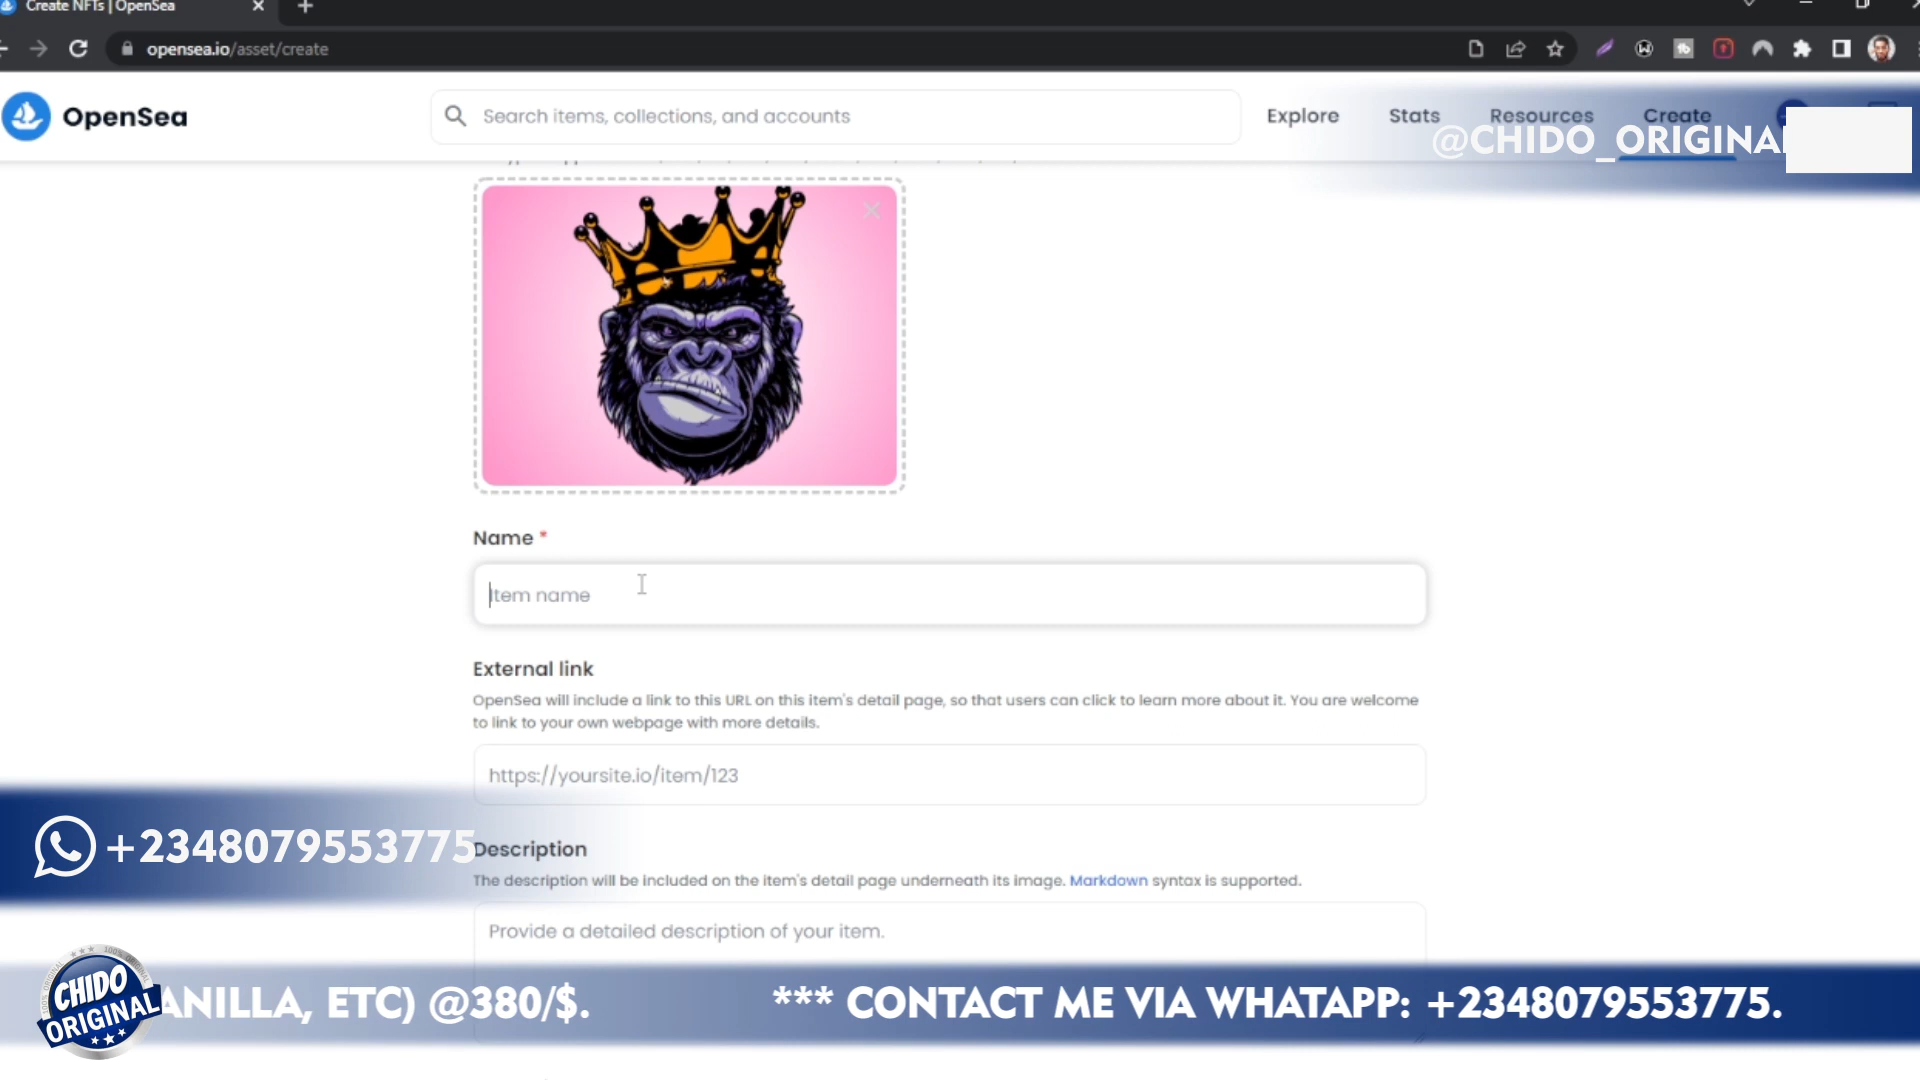 Create NFTs | OpenSea
opensea.io/asset/create
OpenSea
Search items, collections, and accounts
Explore
Stats
Resources
Create
@CHIDO_ORIGINAL
Name *
Item name
External link
OpenSea will include a link to this URL on this item's detail page, so that users can click to learn more about it. You are welcome
to link to your own webpage with more details.
https://yoursite.io/item/123
+2348079553775
Description
The description will be included on the item's detail page underneath its image. Markdown syntax is supported.
Provide a detailed description of your item.
CHIDO
ORIGINAL
ANILLA, ETC) @380/$. *** CONTACT ME VIA WHATAPP: +2348079553775.